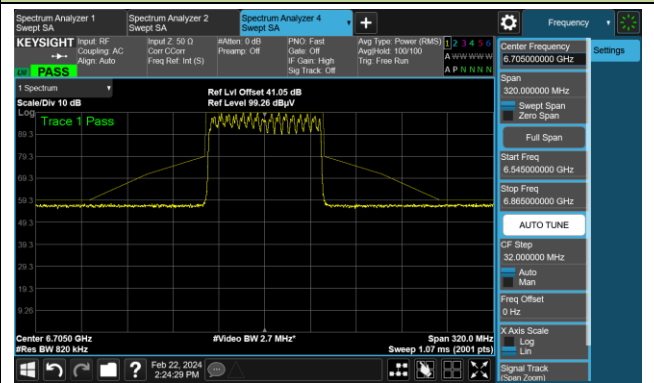 Spectrum Analyzer 1
Swept SA
Spectrum Analyzer 2
Swept SA
Spectrum Analyzer 4
Swept SA
Frequency
KEYSIGHT
Input: RF
Coupling: AC
Align: Auto
Input Z: 50 Ω
Corr CCorr
Freq Ref: Int (S)
#Atten: 0 dB
Preamp: Off
PNO: Fast
Gate: Off
IF Gain: High
Sig Track: Off
Avg Type: Power (RMS)
Avg|Hold: 100/100
Trig: Free Run
1 2 3 4 5 6
A W W W W W
A P N N N N
PASS
1 Spectrum
Scale/Div 10 dB
Ref Lvl Offset 41.05 dB
Ref Level 99.26 dBµV
Log
Trace 1 Pass
89.3
79.3
69.3
59.3
49.3
39.3
29.3
19.3
9.26
Center 6.7050 GHz
#Res BW 820 kHz
#Video BW 2.7 MHz*
Span 320.0 MHz
Sweep 1.07 ms (2001 pts)
Feb 22, 2024
2:24:29 PM
Center Frequency
6.705000000 GHz
Settings
Span
320.000000 MHz
Swept Span
Zero Span
Full Span
Start Freq
6.545000000 GHz
Stop Freq
6.865000000 GHz
AUTO TUNE
CF Step
32.000000 MHz
Auto
Man
Freq Offset
0 Hz
X Axis Scale
Log
Lin
Signal Track
(Span Zoom)